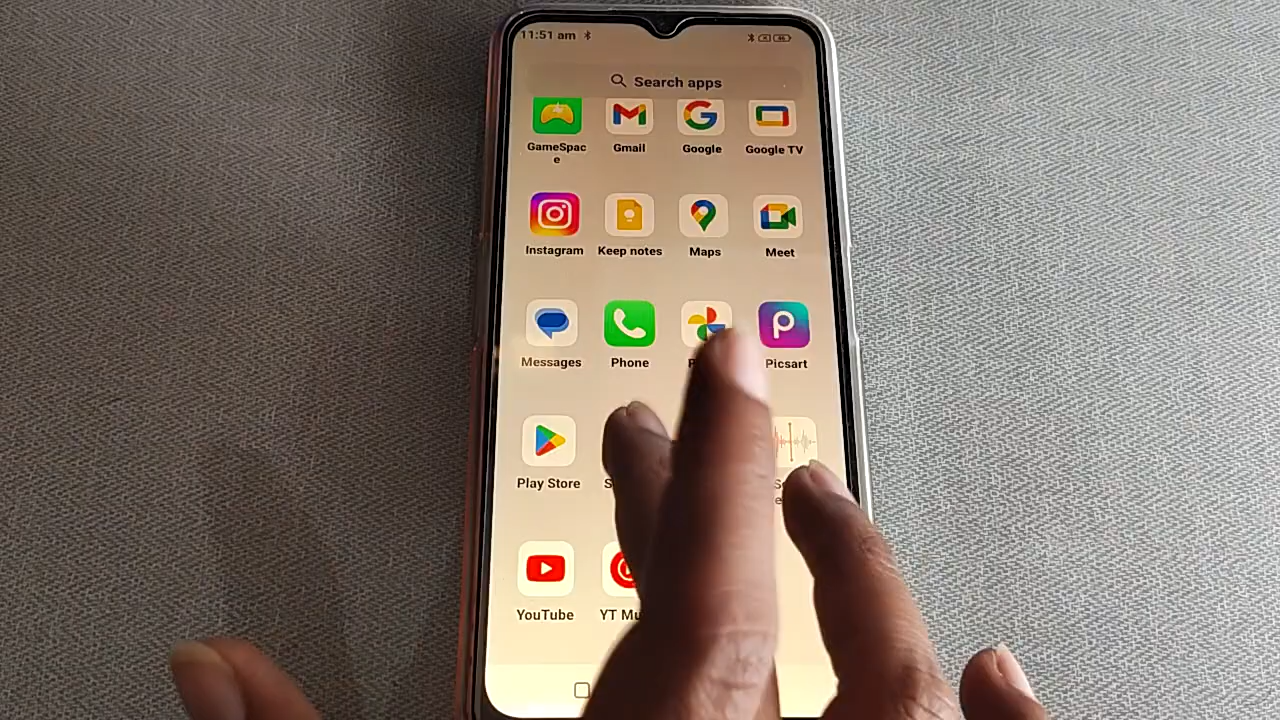 11:51 am
Search apps
GameSpac
e
Gmail
Google
Google TV
Instagram
Keep notes
Maps
Meet
Messages
Phone
Picsart
Play Store
YouTube